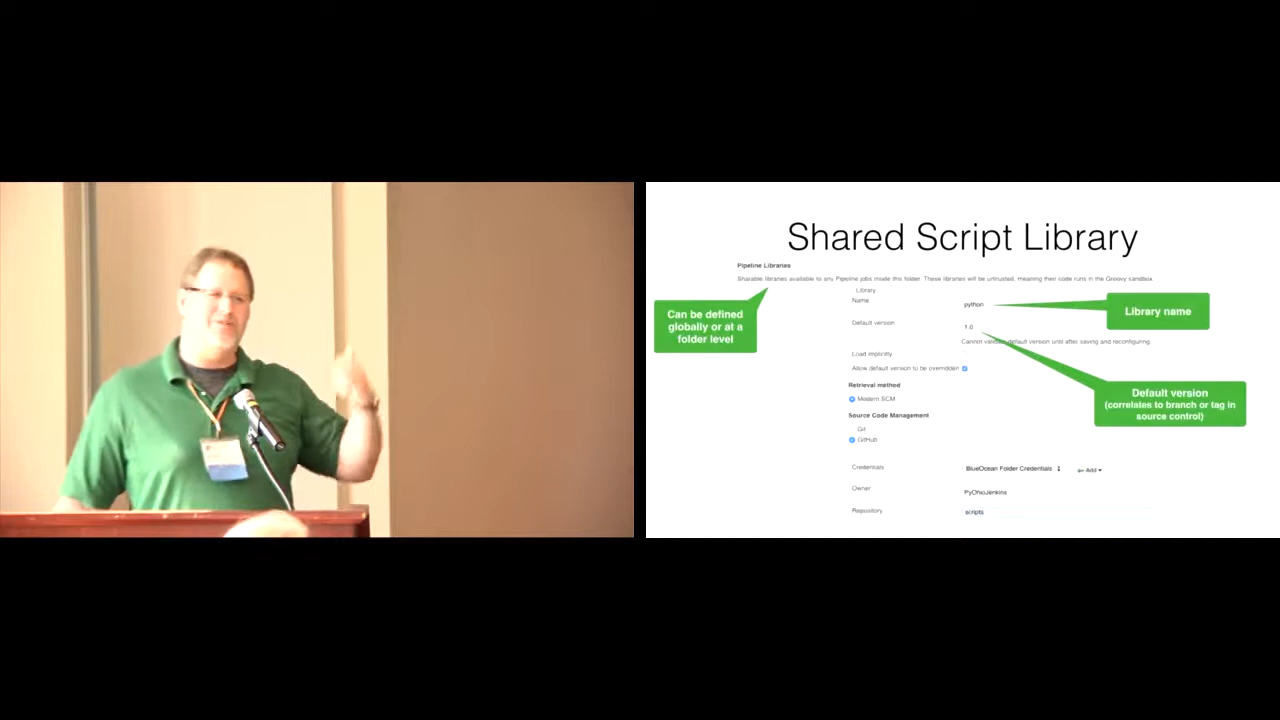 Shared Script Library
Pipeline Libraries
Sharable libraries available to any Pipeline jobs inside this folder. These libraries will be untrusted, meaning their code runs in the Groovy sandbox.
Library
Name
python
Library name
Can be defined
globally or at a
folder level
Default version
1.0
Cannot validate default version until after saving and reconfiguring.
Load implicitly
Allow default version to be overridden
Default version
(correlates to branch or tag in
source control)
Retrieval method
Modern SCM
Source Code Management
Git
GitHub
Credentials
BlueOcean Folder Credentials
Add
Owner
PyOhioJenkins
Repository
scripts